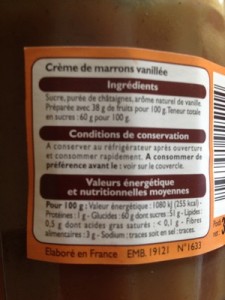 Crème de marrons vanillée
Ingrédients
Sucre, purée de châtaignes, arôme naturel de vanille.
Préparée avec 38 g de fruits pour 100 g. Teneur totale
en sucres : 60 g pour 100 g.
Conditions de conservation
A conserver au réfrigérateur après ouverture
et consommer rapidement. A consommer de
préférence avant le : voir sur le couvercle.
Valeurs énergétique
et nutritionnelles moyennes
Pour 100 g : Valeur énergétique : 1080 kJ (255 kcal) -
Protéines : 1 g - Glucides : 60 g dont sucres : 51 g - Lipides :
0,5 g dont acides gras saturés : < 0,1 g - Fibres
alimentaires : 3 g - Sodium : traces soit en sel : traces.
Elaboré en France EMB 19121 N°1633